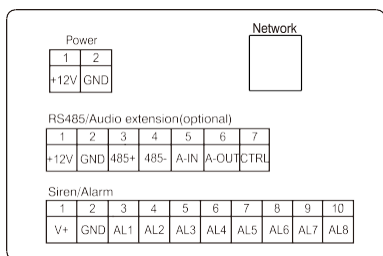 Power
Network
1 2
+12V GND
RS485/Audio extension(optional)
1 2 3 4 5 6 7
+12V GND 485+ 485- A-IN A-OUT CTRL
Siren/Alarm
1 2 3 4 5 6 7 8 9 10
V+ GND AL1 AL2 AL3 AL4 AL5 AL6 AL7 AL8